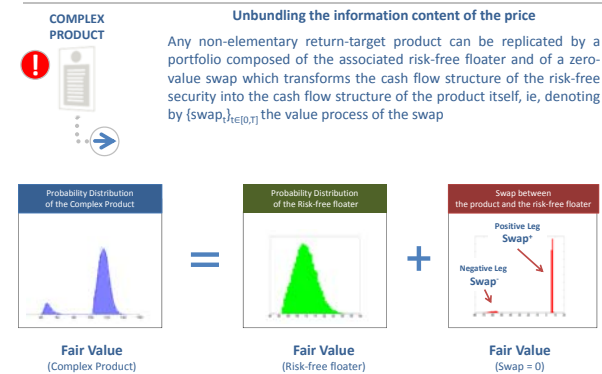 COMPLEX
PRODUCT
Unbundling the information content of the price
Any non-elementary return-target product can be replicated by a
portfolio composed of the associated risk-free floater and of a zero-
value swap which transforms the cash flow structure of the risk-free
security into the cash flow structure of the product itself, ie, denoting
by {swapₜ}ₜ∈[0,T] the value process of the swap
Probability Distribution
of the Complex Product
=
Probability Distribution
of the Risk-free floater
+
Swap between
the product and the risk-free floater
Positive Leg
Swap⁺
Negative Leg
Swap⁻
Fair Value
(Complex Product)
Fair Value
(Risk-free floater)
Fair Value
(Swap = 0)